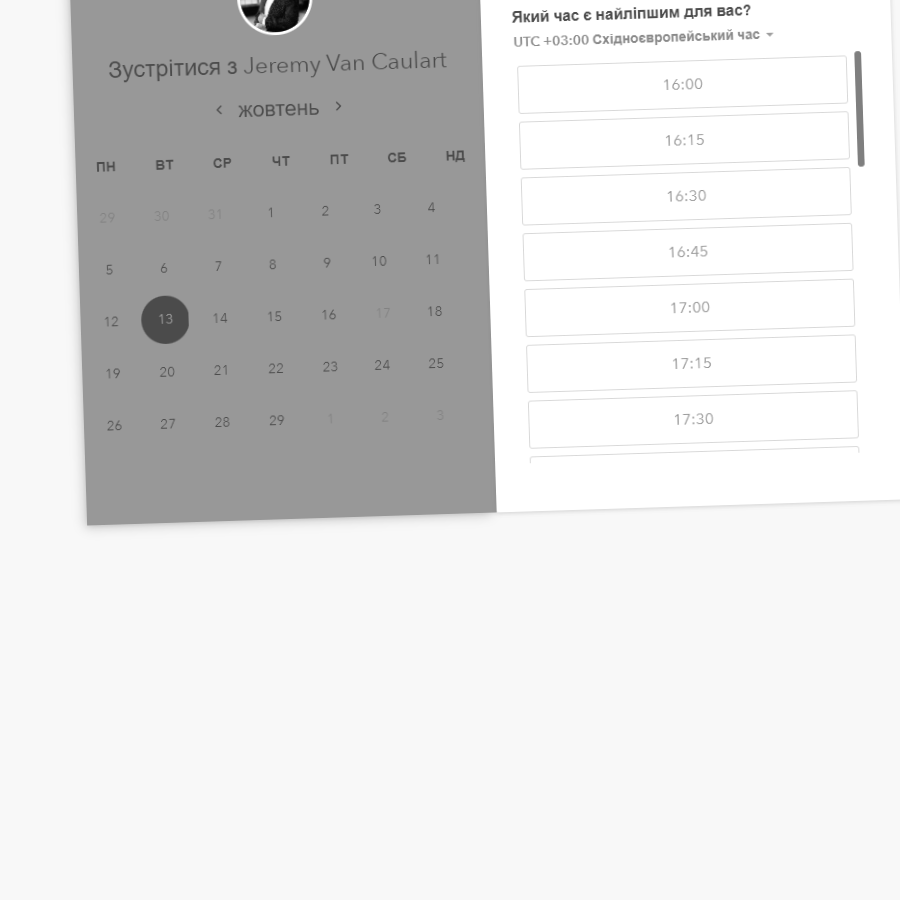 Зустрітися з Jeremy Van Caulart
‹ жовтень ›
ПН ВТ СР ЧТ ПТ СБ НД
29 30 31 1 2 3 4
5 6 7 8 9 10 11
12 13 14 15 16 17 18
19 20 21 22 23 24 25
26 27 28 29 1 2 3
Який час є найліпшим для вас?
UTC +03:00 Східноєвропейський час
16:00
16:15
16:30
16:45
17:00
17:15
17:30